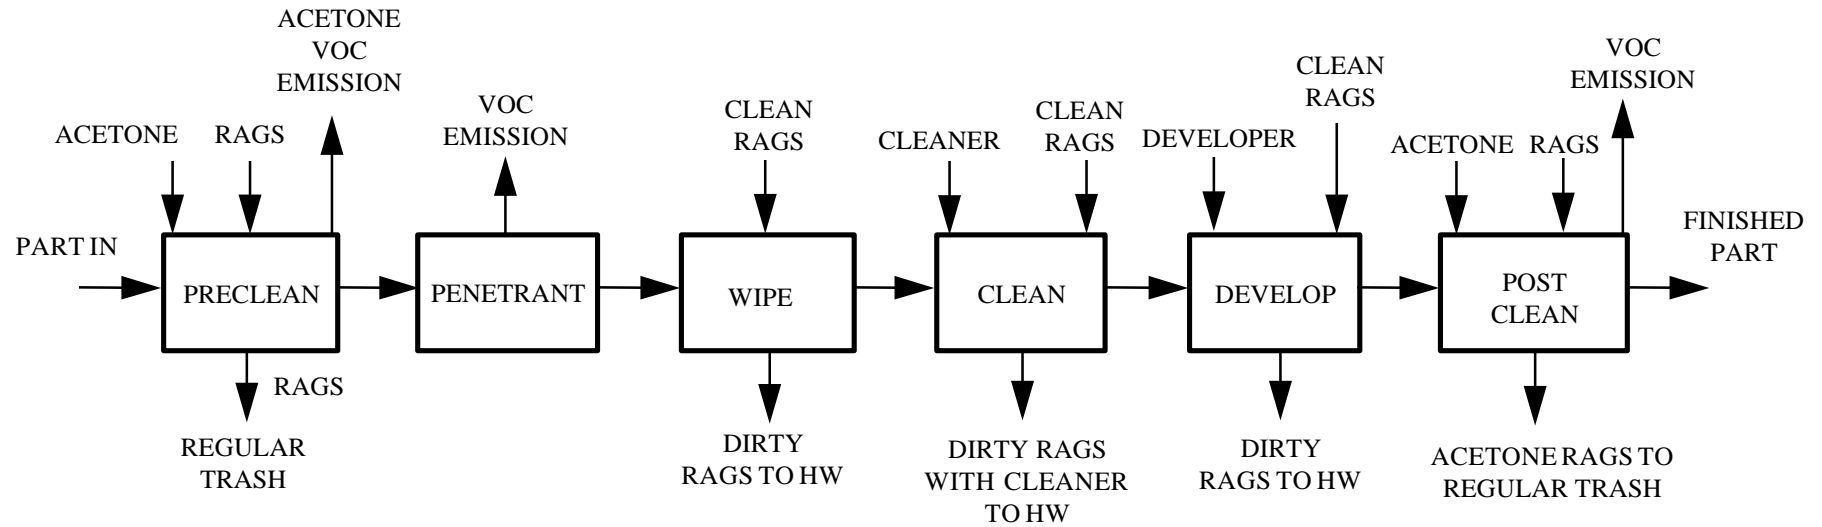 ACETONE
VOC
EMISSION
ACETONE
RAGS
PART IN
PRECLEAN
RAGS
REGULAR
TRASH
VOC
EMISSION
PENETRANT
CLEAN
RAGS
WIPE
DIRTY
RAGS TO HW
CLEANER
CLEAN
RAGS
CLEAN
DIRTY RAGS
WITH CLEANER
TO HW
DEVELOPER
CLEAN
RAGS
DEVELOP
DIRTY
RAGS TO HW
ACETONE
RAGS
VOC
EMISSION
POST
CLEAN
ACETONE RAGS TO
REGULAR TRASH
FINISHED
PART